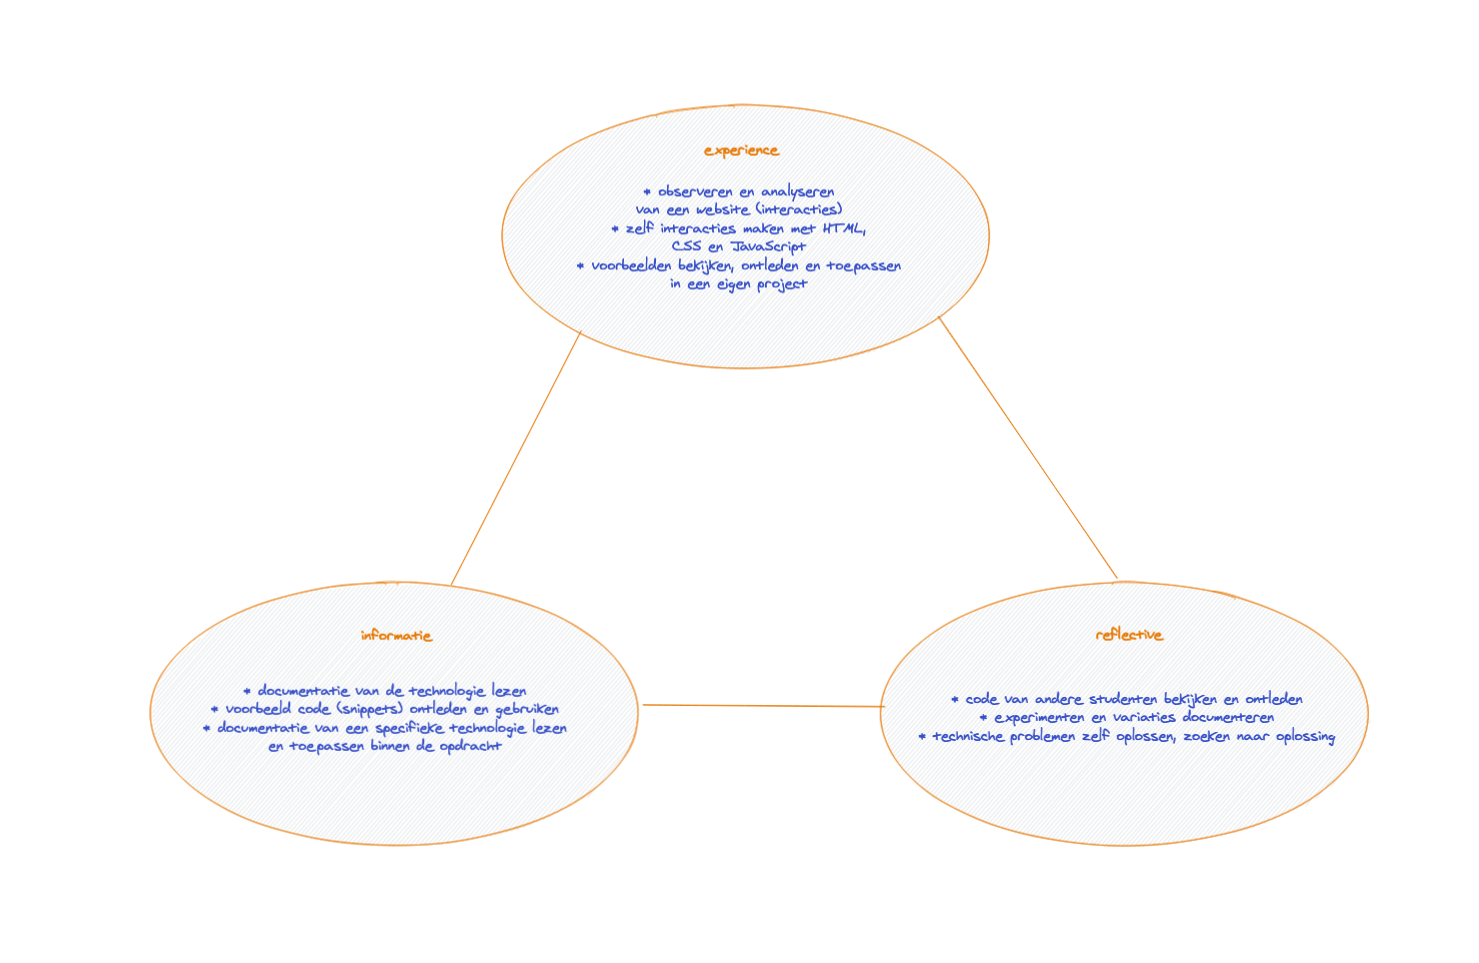 experience
* observeren en analyseren
van een website (interacties)
* zelf interacties maken met HTML,
CSS en JavaScript
* voorbeelden bekijken, ontleden en toepassen
in een eigen project
informatie
* documentatie van de technologie lezen
* voorbeeld code (snippets) ontleden en gebruiken
* documentatie van een specifieke technologie lezen
en toepassen binnen de opdracht
reflective
* code van andere studenten bekijken en ontleden
* experimenten en variaties documenteren
* technische problemen zelf oplossen, zoeken naar oplossing